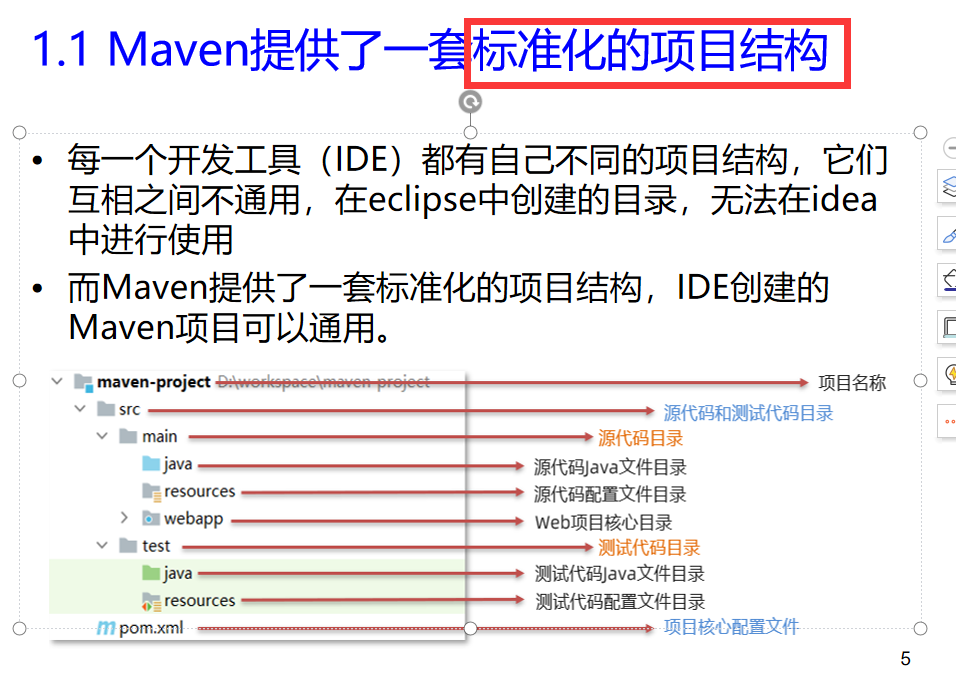 1.1 Maven提供了一套标准化的项目结构
• 每一个开发工具（IDE）都有自己不同的项目结构，它们
互相之间不通用，在eclipse中创建的目录，无法在idea
中进行使用
• 而Maven提供了一套标准化的项目结构，IDE创建的
Maven项目可以通用。
maven-project D:\workspace\maven-project 项目名称
src 源代码和测试代码目录
main 源代码目录
java 源代码Java文件目录
resources 源代码配置文件目录
webapp Web项目核心目录
test 测试代码目录
java 测试代码Java文件目录
resources 测试代码配置文件目录
pom.xml 项目核心配置文件
5